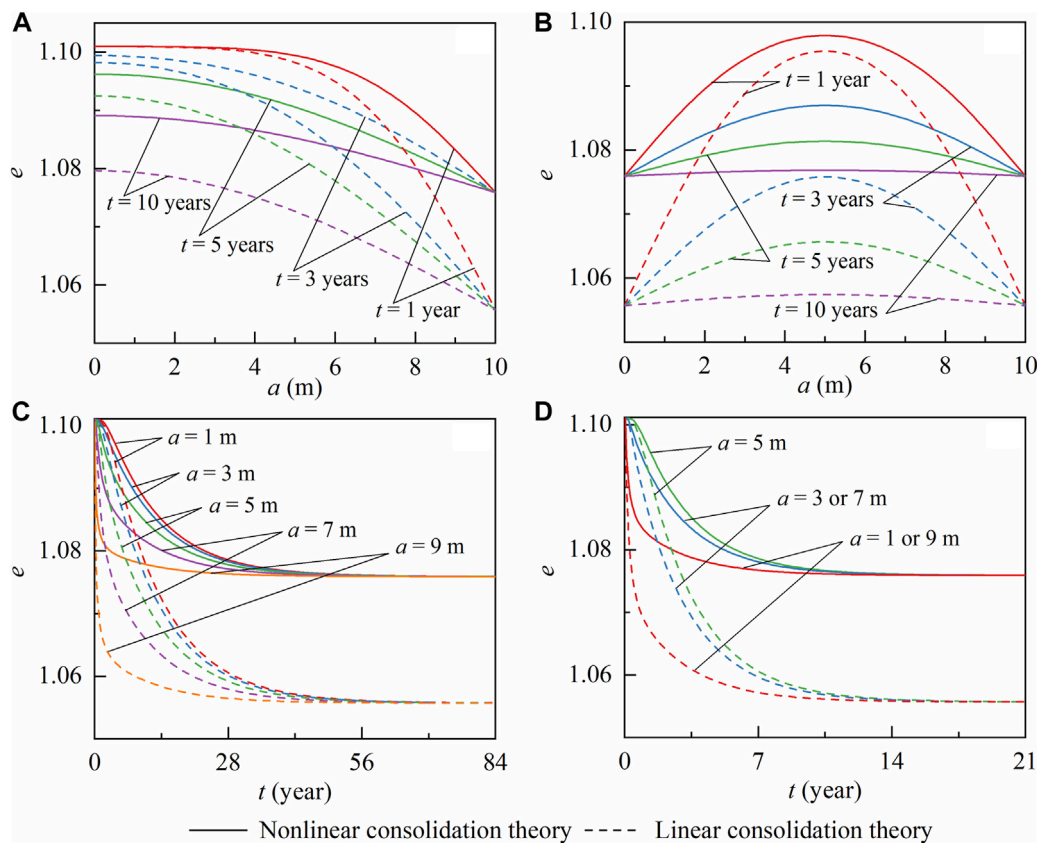 A
1.10
1.08
1.06
e
t = 10 years
t = 5 years
t = 3 years
t = 1 year
0 2 4 6 8 10
a (m)
B
1.10
1.08
1.06
e
t = 1 year
t = 3 years
t = 5 years
t = 10 years
0 2 4 6 8 10
a (m)
C
1.10
1.08
1.06
e
a = 1 m
a = 3 m
a = 5 m
a = 7 m
a = 9 m
0 28 56 84
t (year)
D
1.10
1.08
1.06
e
a = 5 m
a = 3 or 7 m
a = 1 or 9 m
0 7 14 21
t (year)
Nonlinear consolidation theory Linear consolidation theory